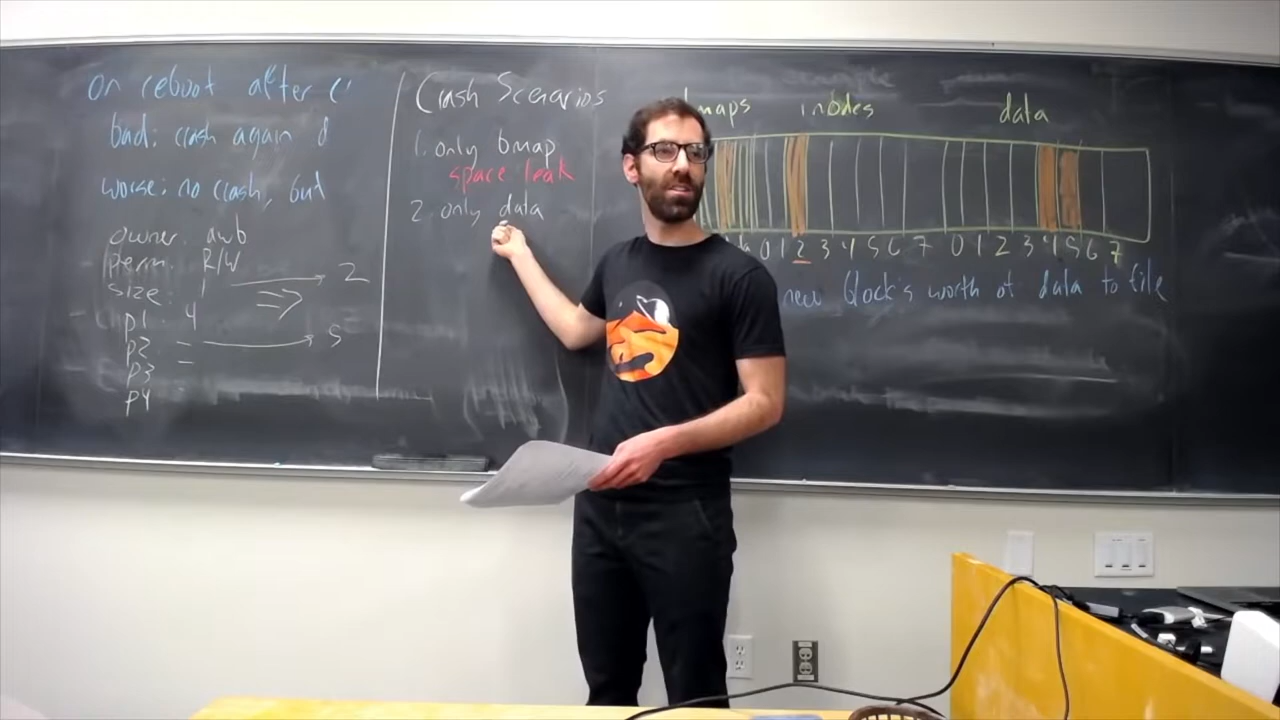 on reboot after
bad: crash again
worse: no crash, but
owner: awb
perm: R/W
size: 1 → 2
⇒
p1: 4
p2 = → 5
p3 =
p4
Crash Scenarios
1. only bmap
space leak
2. only data
bmaps inodes data
0 1 2 3 4 5 6 7 0 1 2 3 4 5 6 7
new block's worth of data to file